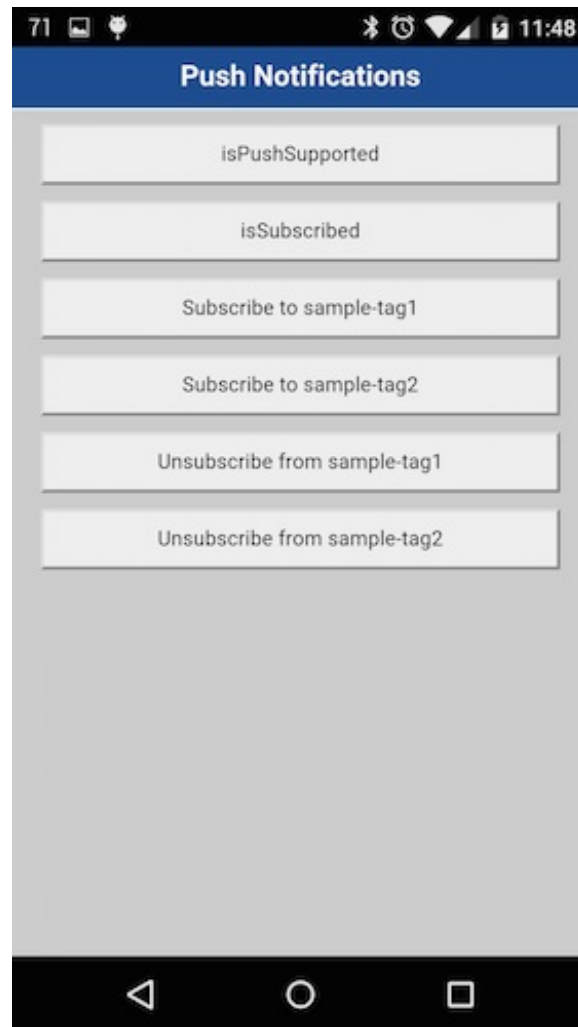 71 11:48
Push Notifications
isPushSupported
isSubscribed
Subscribe to sample-tag1
Subscribe to sample-tag2
Unsubscribe from sample-tag1
Unsubscribe from sample-tag2